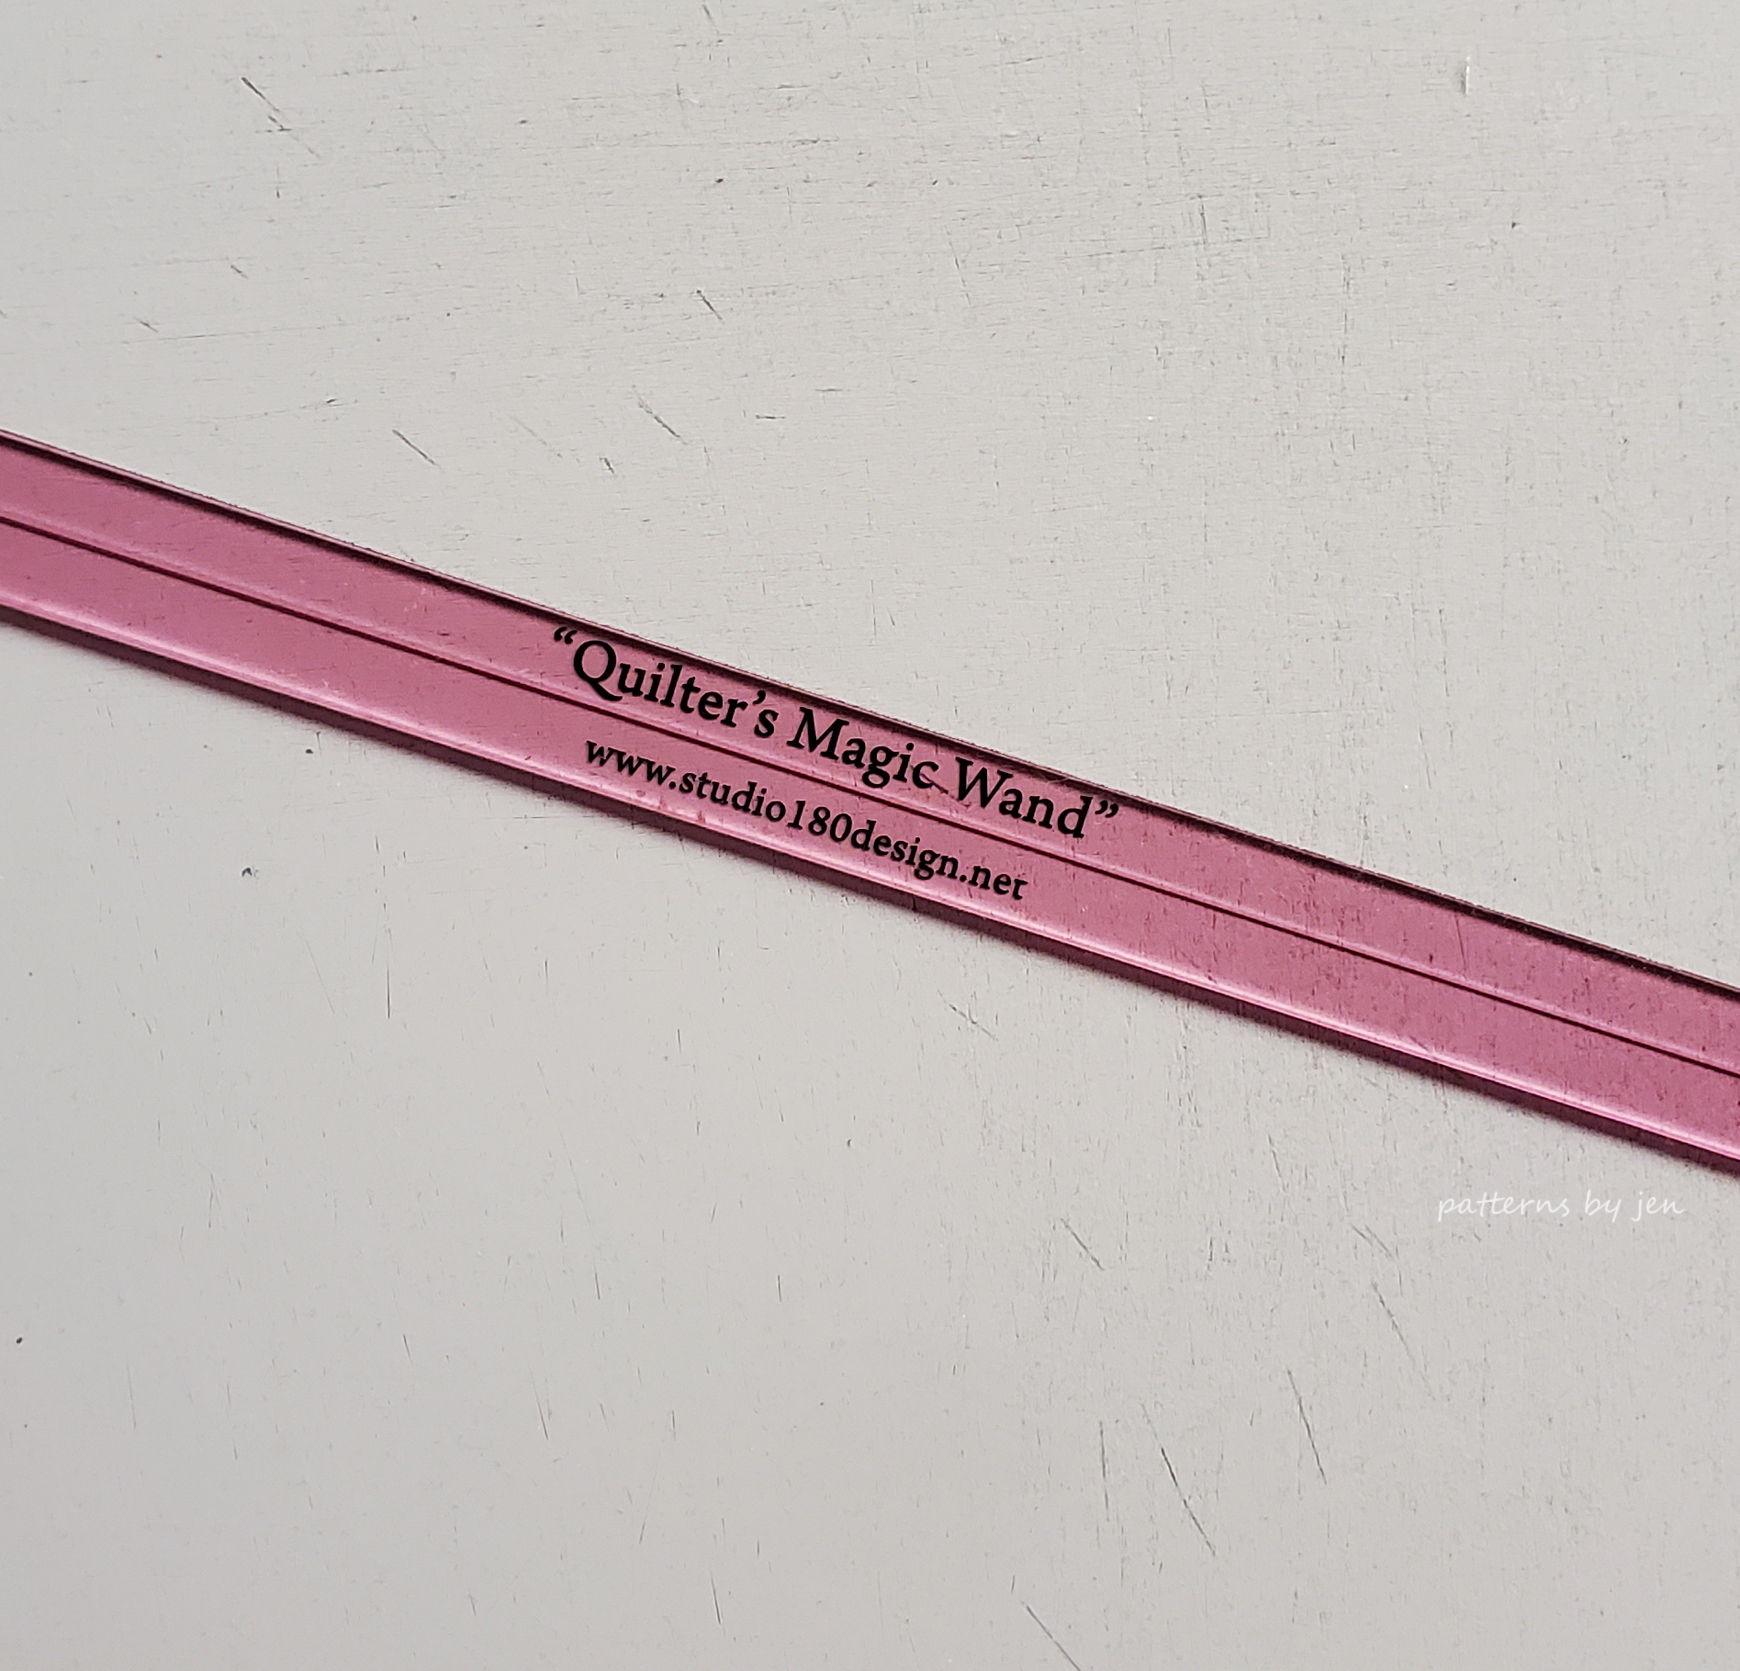 “Quilter’s Magic Wand”
www.studio180design.net
patterns by jen